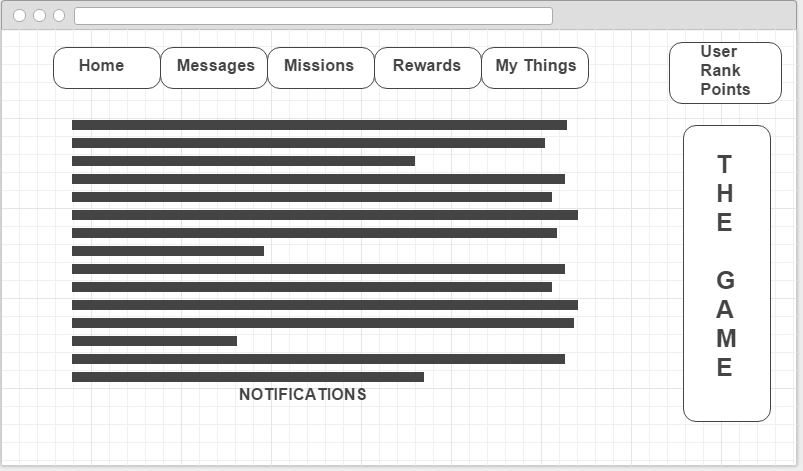 Home
Messages
Missions
Rewards
My Things
User
Rank
Points
T
H
E
G
A
M
E
NOTIFICATIONS